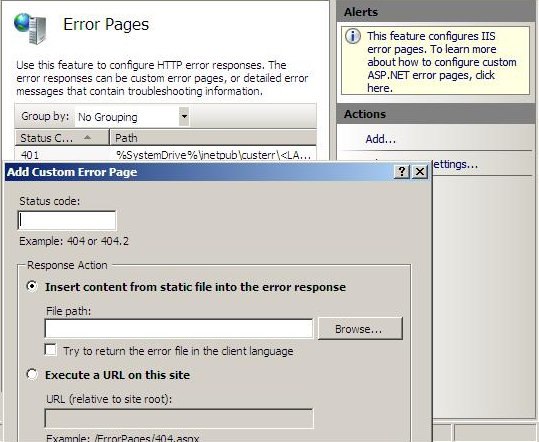 Error Pages
Use this feature to configure HTTP error responses. The
error responses can be custom error pages, or detailed error
messages that contain troubleshooting information.
Group by: No Grouping
Status C... Path
401 %SystemDrive%\inetpub\custerr\<LA...
Alerts
This feature configures IIS
error pages. To learn more
about how to configure custom
ASP.NET error pages, click
here.
Actions
Add...
ettings...
Add Custom Error Page
Status code:
Example: 404 or 404.2
Response Action
Insert content from static file into the error response
File path:
Browse...
Try to return the error file in the client language
Execute a URL on this site
URL (relative to site root):
Example: /ErrorPages/404.aspx